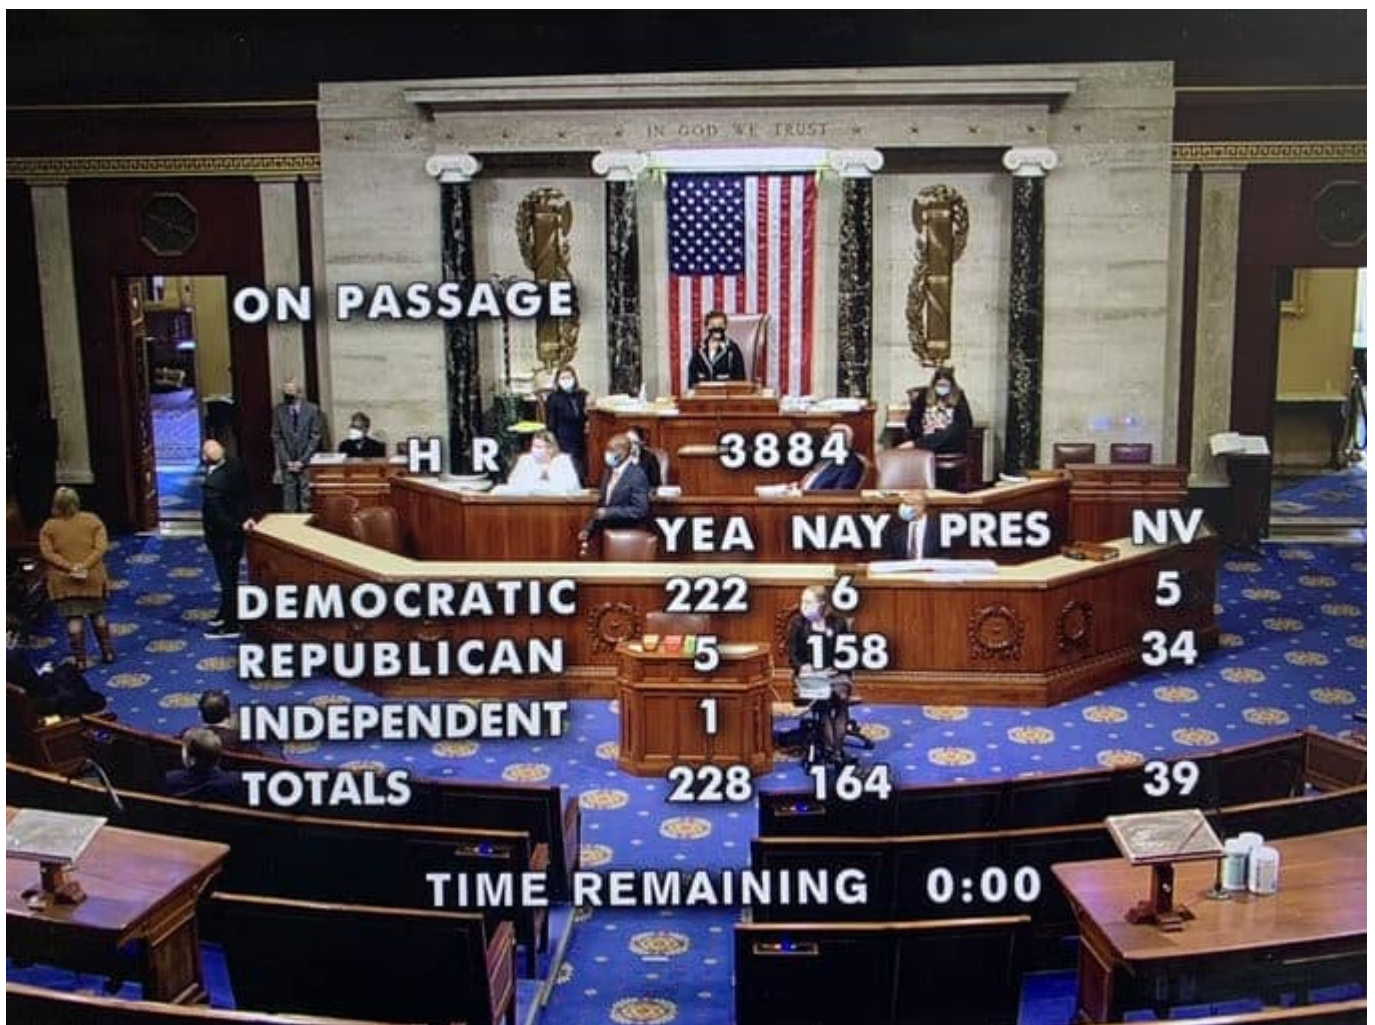 IN GOD WE TRUST
ON PASSAGE
H R 3884
YEA NAY PRES NV
DEMOCRATIC 222 6 5
REPUBLICAN 5 158 34
INDEPENDENT 1
TOTALS 228 164 39
TIME REMAINING 0:00